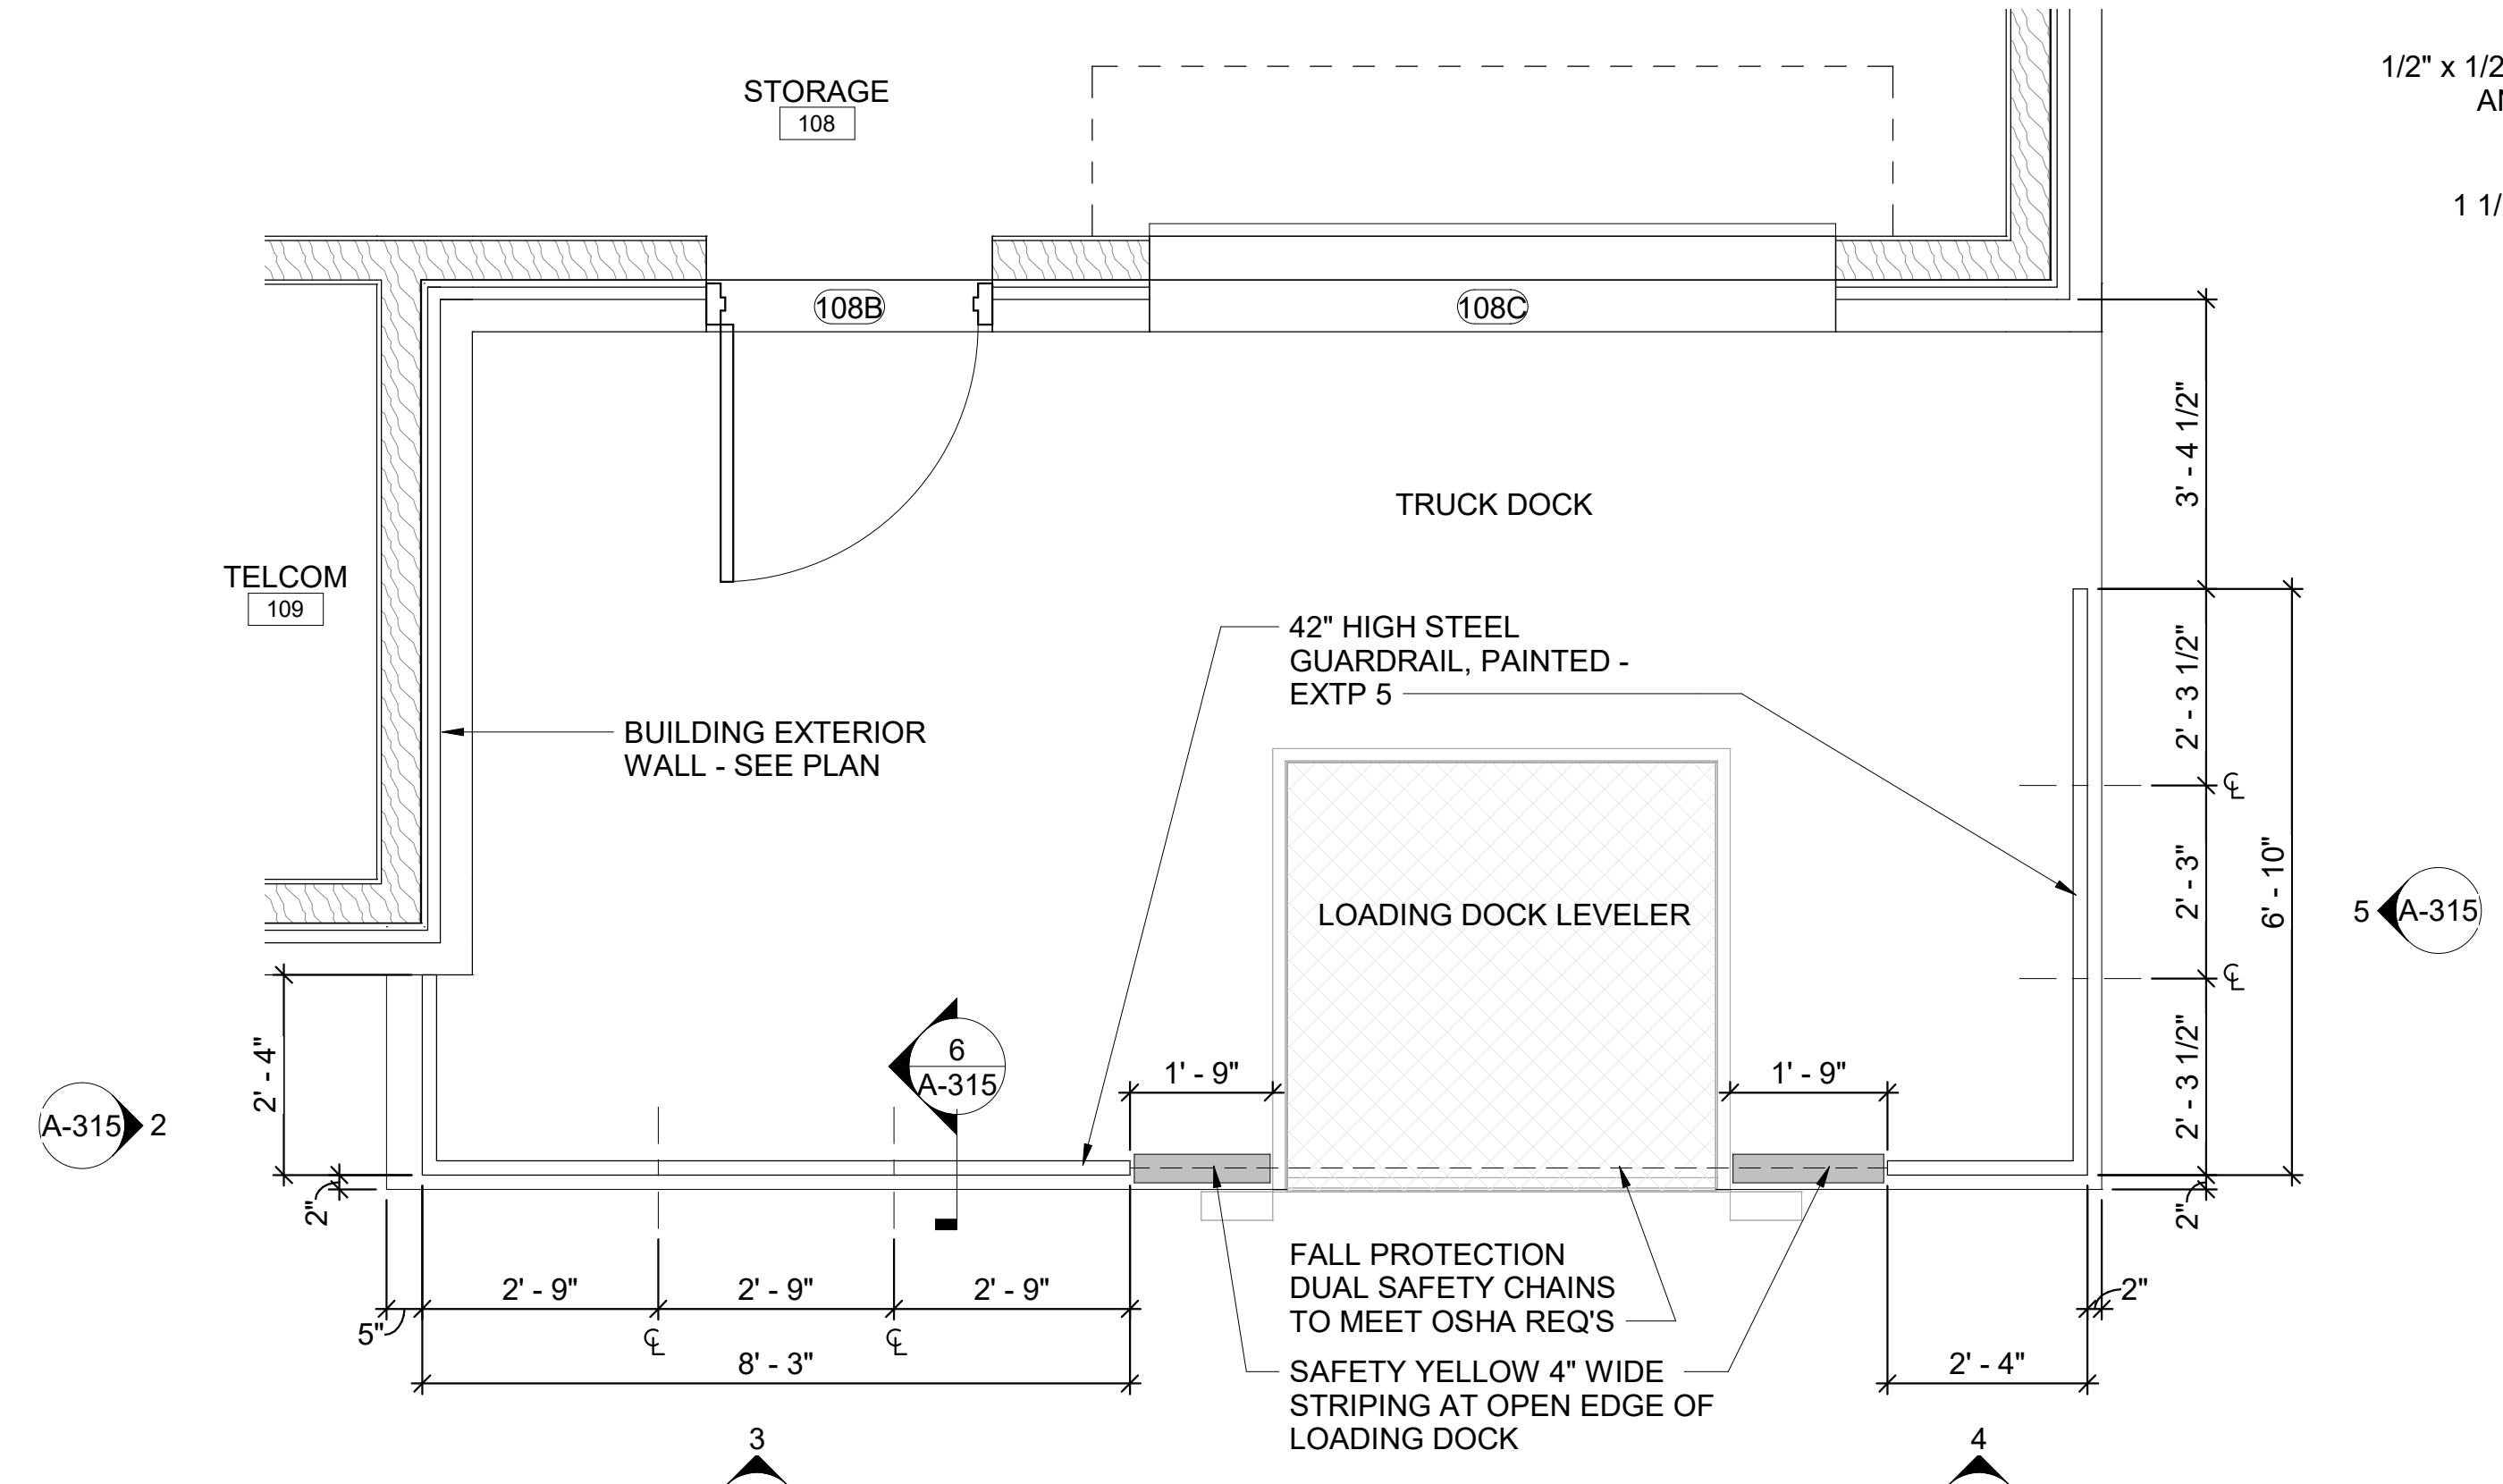 STORAGE
108
1/2" x 1/2
1 1/
108B
108C
3' - 4 1/2"
TRUCK DOCK
TELCOM
109
42" HIGH STEEL
GUARDRAIL, PAINTED -
EXTP 5
2' - 3 1/2"
BUILDING EXTERIOR
WALL - SEE PLAN
℄
2' - 3"
6' - 10"
LOADING DOCK LEVELER
5
A-315
℄
2' - 3 1/2"
2' - 4"
6
A-315
1' - 9"
1' - 9"
A-315
2
2"
2"
FALL PROTECTION
DUAL SAFETY CHAINS
TO MEET OSHA REQ'S
2' - 9"
2' - 9"
2' - 9"
2"
5"
℄
℄
8' - 3"
SAFETY YELLOW 4" WIDE
STRIPING AT OPEN EDGE OF
LOADING DOCK
2' - 4"
3
4